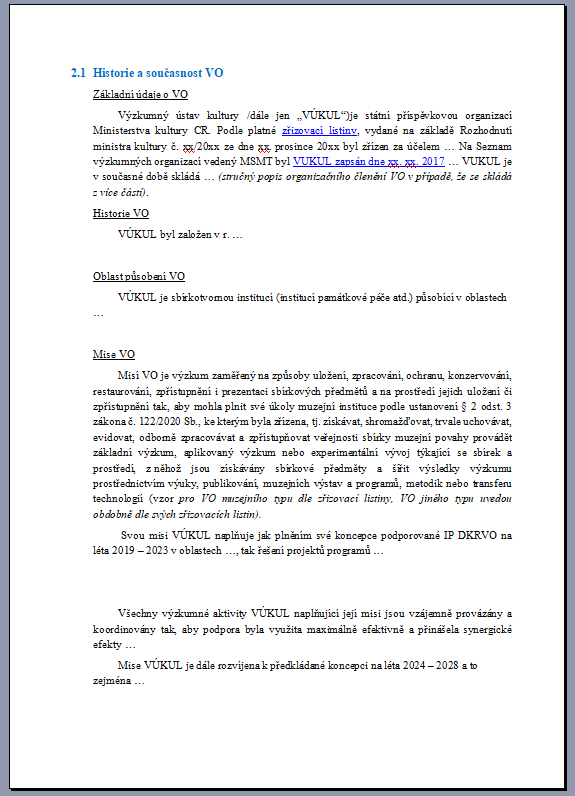 2.1 Historie a současnost VO
Základní údaje o VO
Výzkumný ústav kultury /dále jen „VÚKUL“)je státní příspěvkovou organizací
Ministerstva kultury ČR. Podle platné zřizovací listiny, vydané na základě Rozhodnutí
ministra kultury č. xx/20xx ze dne xx. prosince 20xx byl zřízen za účelem … Na Seznam
výzkumných organizací vedený MŠMT byl VÚKUL zapsán dne xx. xx. 2017 … VÚKUL je
v současné době skládá … (stručný popis organizačního členění VO v případě, že se skládá
z více částí).
Historie VO
VÚKUL byl založen v r. …
Oblast působení VO
VÚKUL je sbírkotvornou institucí (institucí památkové péče atd.) působící v oblastech
…
Mise VO
Misí VO je výzkum zaměřený na způsoby uložení, zpracování, ochranu, konzervování,
restaurování, zpřístupnění i prezentaci sbírkových předmětů a na prostředí jejich uložení či
zpřístupnění tak, aby mohla plnit své úkoly muzejní instituce podle ustanovení § 2 odst. 3
zákona č. 122/2020 Sb., ke kterým byla zřízena, tj. získávat, shromažďovat, trvale uchovávat,
evidovat, odborně zpracovávat a zpřístupňovat veřejnosti sbírky muzejní povahy provádět
základní výzkum, aplikovaný výzkum nebo experimentální vývoj týkající se sbírek a
prostředí, z něhož jsou získávány sbírkové předměty a šířit výsledky výzkumu
prostřednictvím výuky, publikování, muzejních výstav a programů, metodik nebo transferu
technologií (vzor pro VO muzejního typu dle zřizovací listiny, VO jiného typu uvedou
obdobně dle svých zřizovacích listin).
Svou misi VÚKUL naplňuje jak plněním své koncepce podporované IP DKRVO na
léta 2019 – 2023 v oblastech …, tak řešení projektů programů …
Všechny výzkumné aktivity VÚKUL naplňující její misi jsou vzájemně provázány a
koordinovány tak, aby podpora byla využita maximálně efektivně a přinášela synergické
efekty …
Mise VÚKUL je dále rozvíjena k předkládané koncepci na léta 2024 – 2028 a to
zejména …